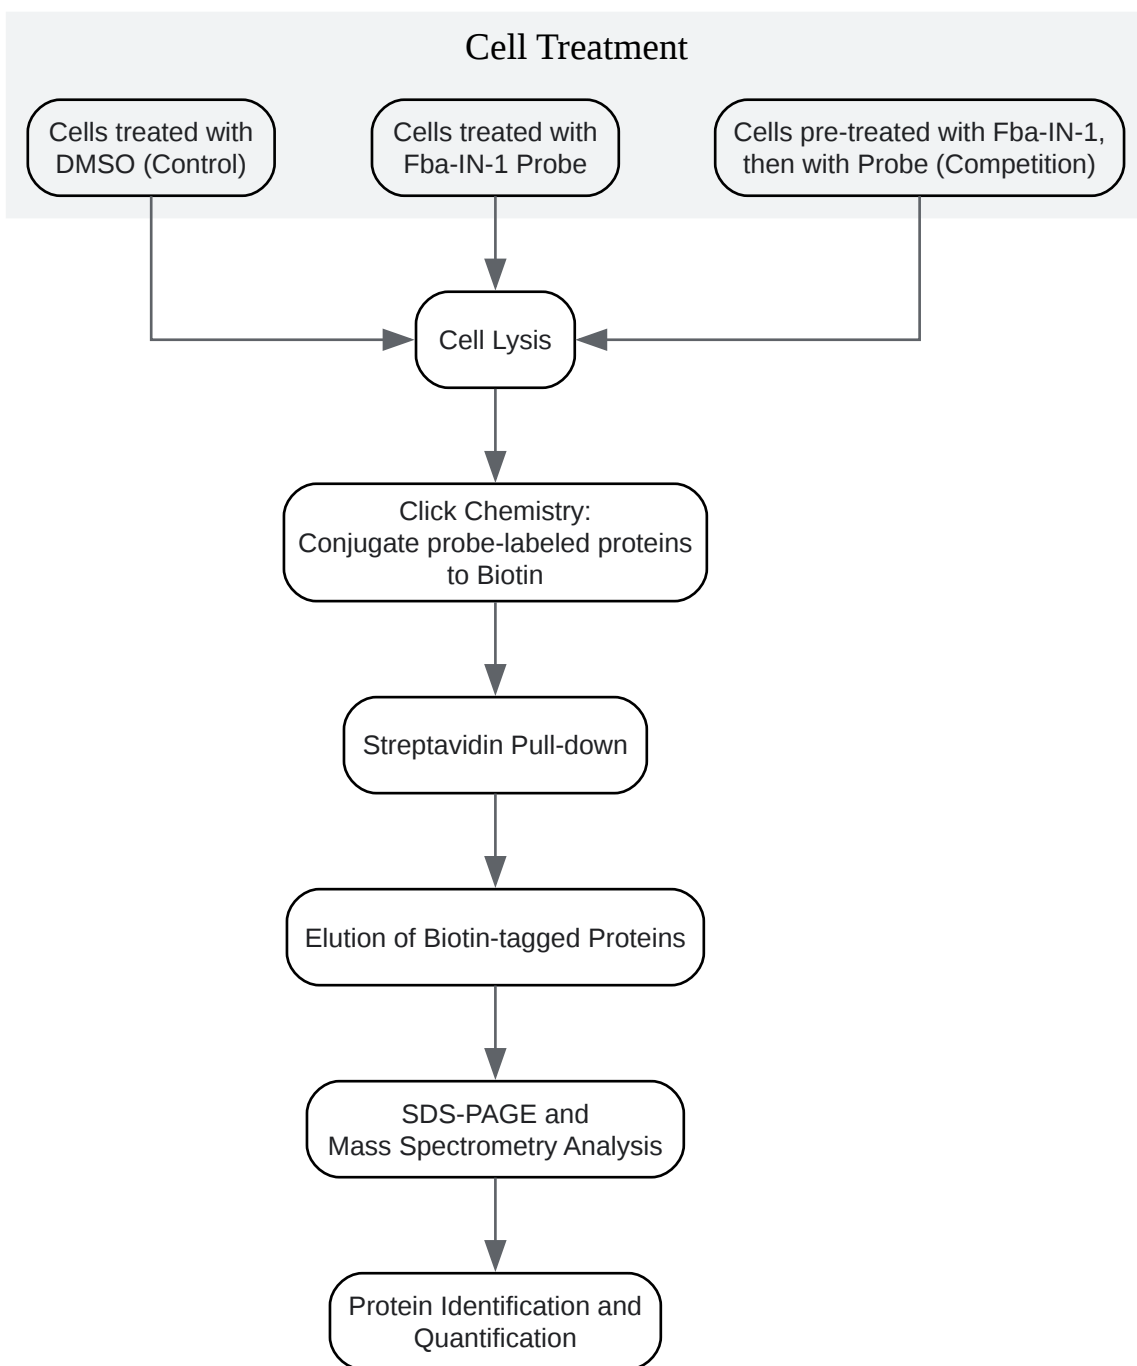 Cell Treatment
Cells treated with
DMSO (Control)
Cells treated with
Fba-IN-1 Probe
Cells pre-treated with Fba-IN-1,
then with Probe (Competition)
Cell Lysis
Click Chemistry:
Conjugate probe-labeled proteins
to Biotin
Streptavidin Pull-down
Elution of Biotin-tagged Proteins
SDS-PAGE and
Mass Spectrometry Analysis
Protein Identification and
Quantification